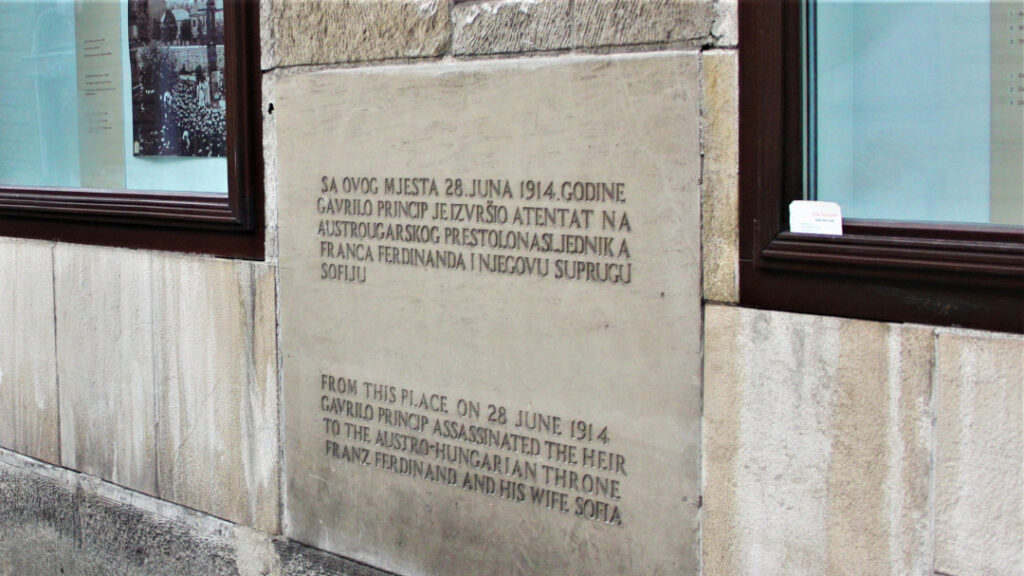 SA OVOG MJESTA 28. JUNA 1914. GODINE
GAVRILO PRINCIP JE IZVRŠIO ATENTAT NA
AUSTROUGARSKOG PRESTOLONASLJEDNIKA
FRANCA FERDINANDA I NJEGOVU SUPRUGU
SOFIJU
FROM THIS PLACE ON 28 JUNE 1914
GAVRILO PRINCIP ASSASSINATED THE HEIR
TO THE AUSTRO-HUNGARIAN THRONE
FRANZ FERDINAND AND HIS WIFE SOFIA